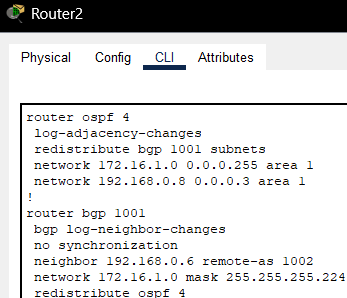 Router2
Physical Config CLI Attributes
router ospf 4
log-adjacency-changes
redistribute bgp 1001 subnets
network 172.16.1.0 0.0.0.255 area 1
network 192.168.0.8 0.0.0.3 area 1
!
router bgp 1001
bgp log-neighbor-changes
no synchronization
neighbor 192.168.0.6 remote-as 1002
network 172.16.1.0 mask 255.255.255.224
redistribute ospf 4